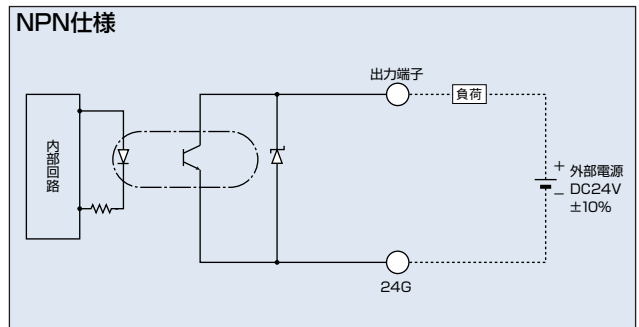 NPN仕様
出力端子
負荷
内部回路
+
外部電源
DC24V
−
±10%
24G